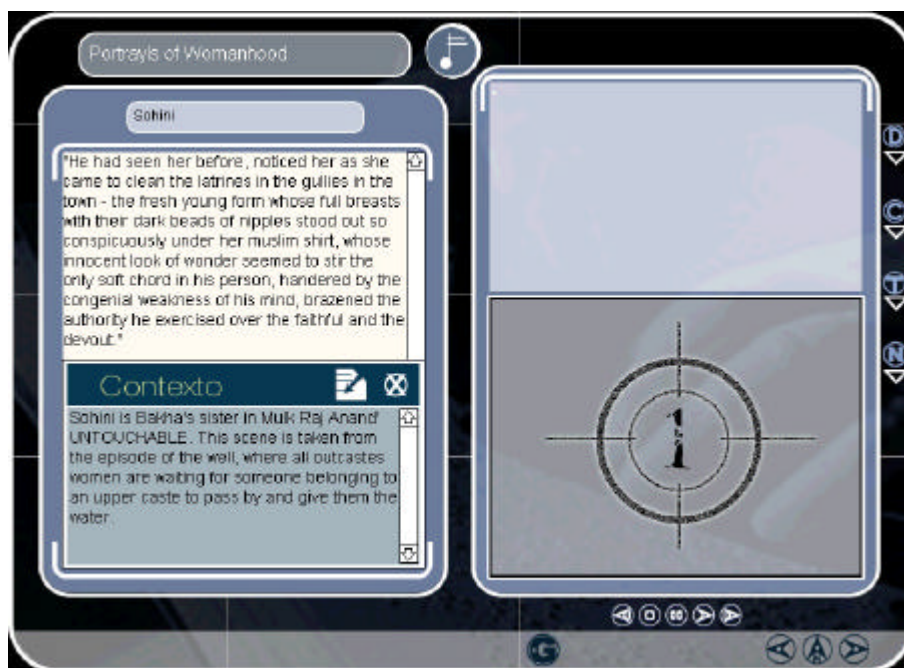 Portrayls of Womanhood
Sohini
"He had seen her before, noticed her as she
came to clean the latrines in the gullies in the
town - the fresh young form whose full breasts
with their dark beads of nipples stood out so
conspicuously under her muslim shirt, whose
innocent look of wonder seemed to stir the
only soft chord in his person, handered by the
congenial weakness of his mind, brazened the
authority he exercised over the faithful and the
devout."
Contexto
Sohini is Bakha's sister in Mulk Raj Anand'
UNTOUCHABLE. This scene is taken from
the episode of the well, where all outcastes
women are waiting for someone belonging to
an upper caste to pass by and give them the
water.
1
D
C
T
N
G